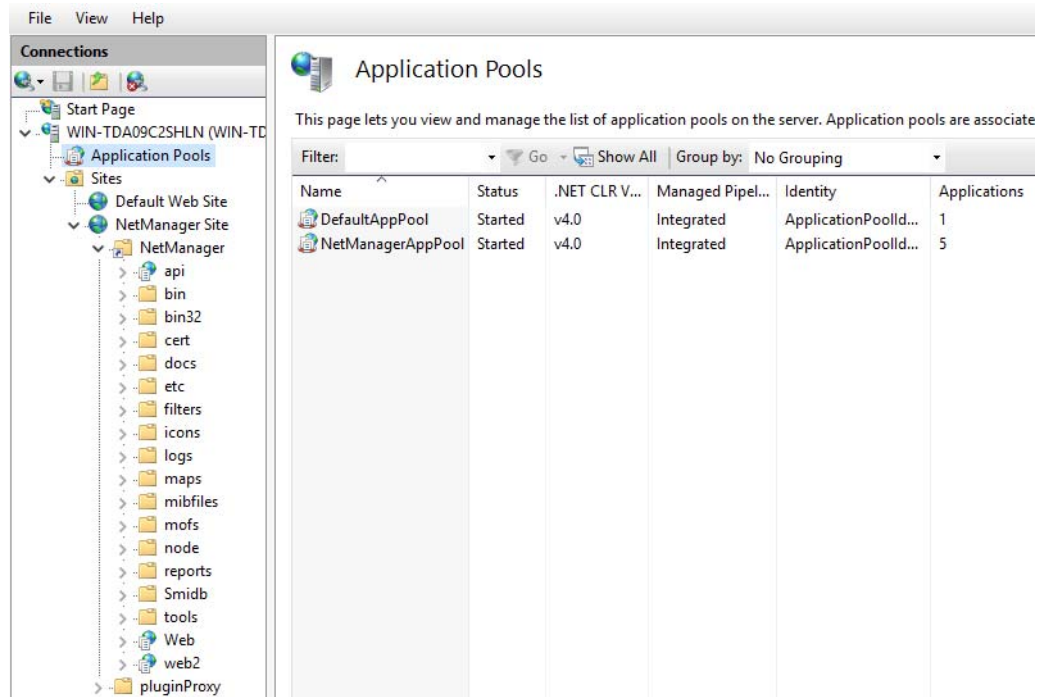 File View Help
Connections
Start Page
WIN-TDA09C2SHLN (WIN-TD
Application Pools
Sites
Default Web Site
NetManager Site
NetManager
api
bin
bin32
cert
docs
etc
filters
icons
logs
maps
mibfiles
mofs
node
reports
Smidb
tools
Web
web2
pluginProxy
Application Pools
This page lets you view and manage the list of application pools on the server. Application pools are associate
Filter: Go Show All Group by: No Grouping
Name Status .NET CLR V... Managed Pipel... Identity Applications
DefaultAppPool Started v4.0 Integrated ApplicationPoolId... 1
NetManagerAppPool Started v4.0 Integrated ApplicationPoolId... 5